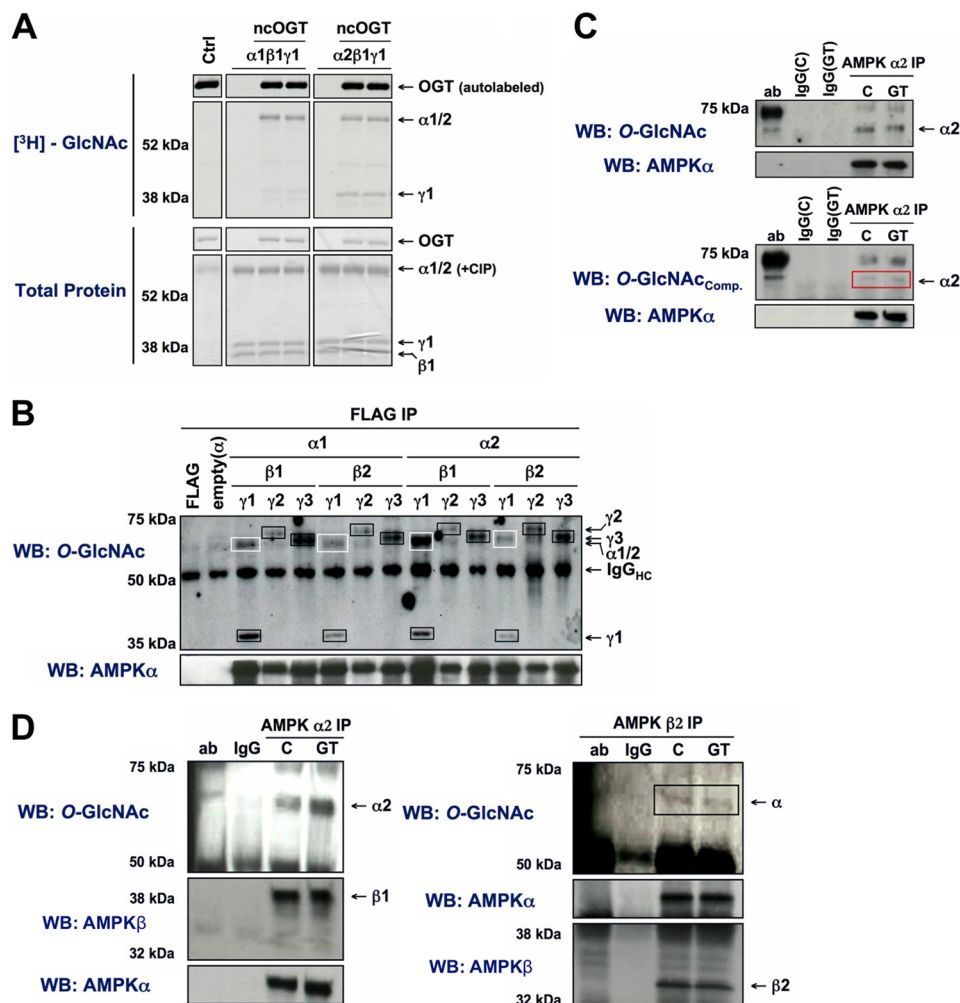 A
Ctrl
ncOGT ncOGT
α1β1γ1 α2β1γ1
[³H] - GlcNAc
52 kDa
38 kDa
← OGT (autolabeled)
← α1/2
← γ1
Total Protein
52 kDa
38 kDa
← OGT
← α1/2 (+CIP)
← γ1
β1
C
ab IgG(C) IgG(GT) AMPK α2 IP
C GT
75 kDa
WB: O-GlcNAc ← α2
WB: AMPKα
ab IgG(C) IgG(GT) AMPK α2 IP
C GT
75 kDa
WB: O-GlcNAcComp. ← α2
WB: AMPKα
B
FLAG IP
FLAG empty(α) α1 α2
β1 β2 β1 β2
γ1 γ2 γ3 γ1 γ2 γ3 γ1 γ2 γ3 γ1 γ2 γ3
75 kDa
WB: O-GlcNAc
50 kDa
35 kDa
γ2
γ3
α1/2
← IgGHC
← γ1
WB: AMPKα
D
AMPK α2 IP
ab IgG C GT
75 kDa
WB: O-GlcNAc ← α2
50 kDa
38 kDa ← β1
WB: AMPKβ
32 kDa
WB: AMPKα
AMPK β2 IP
ab IgG C GT
75 kDa
WB: O-GlcNAc ← α
50 kDa
WB: AMPKα
38 kDa
WB: AMPKβ
← β2
32 kDa